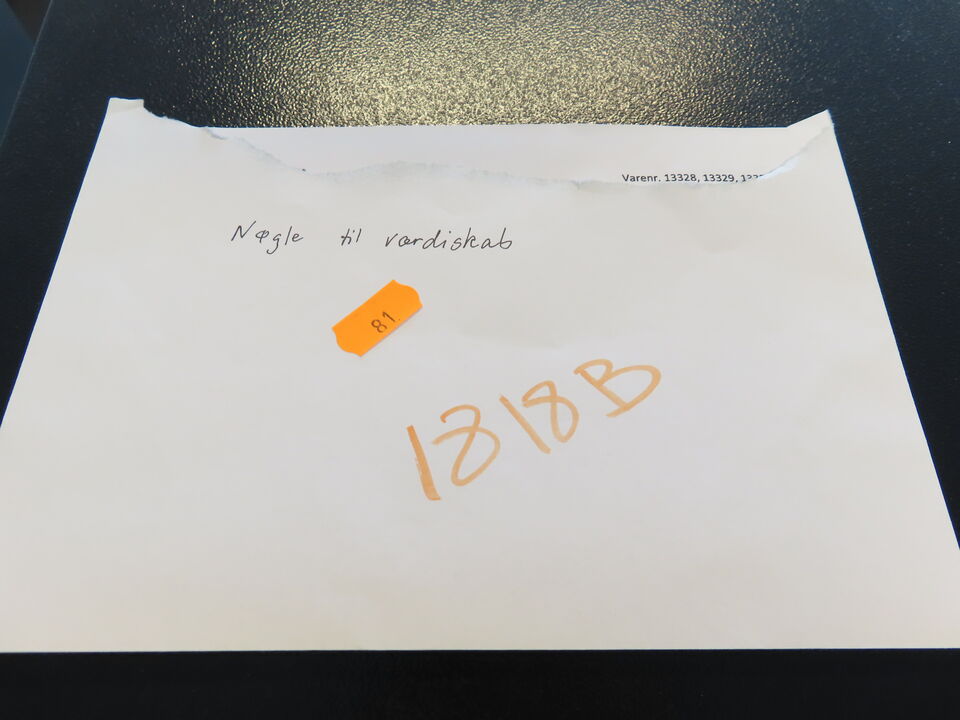 Varenr. 13328, 13329,
Nøgle til værdiskab
81
1818B